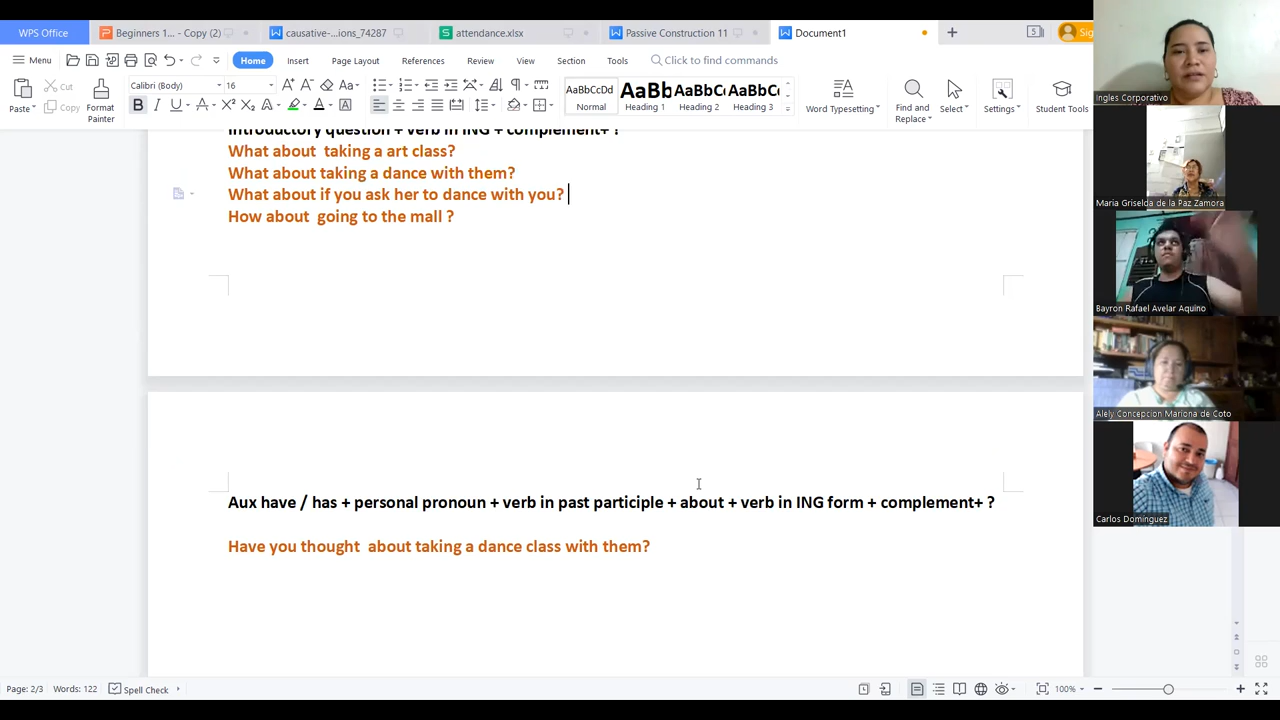 WPS Office
Beginners 1... - Copy (2)
causative-...ions_74287
attendance.xlsx
Passive Construction 11
Document1
Menu
Home
Insert
Page Layout
References
Review
View
Section
Tools
Click to find commands
Paste
Cut
Copy
Format Painter
Calibri (Body)
16
AaBbCcDd
Normal
AaBb
Heading 1
AaBbC
Heading 2
AaBbC
Heading 3
Word Typesetting
Find and Replace
Select
Settings
Student Tools
Introductory question + verb in ING + complement+ ?
What about  taking a art class?
What about taking a dance with them?
What about if you ask her to dance with you?
How about  going to the mall ?
Aux have / has + personal pronoun + verb in past participle + about + verb in ING form + complement+ ?
Have you thought  about taking a dance class with them?
Page: 2/3
Words: 122
Spell Check
100%
Ingles Corporativo
Maria Griselda de la Paz Zamora
Bayron Rafael Avelar Aquino
Alely Concepcion Mariona de Coto
Carlos Dominguez